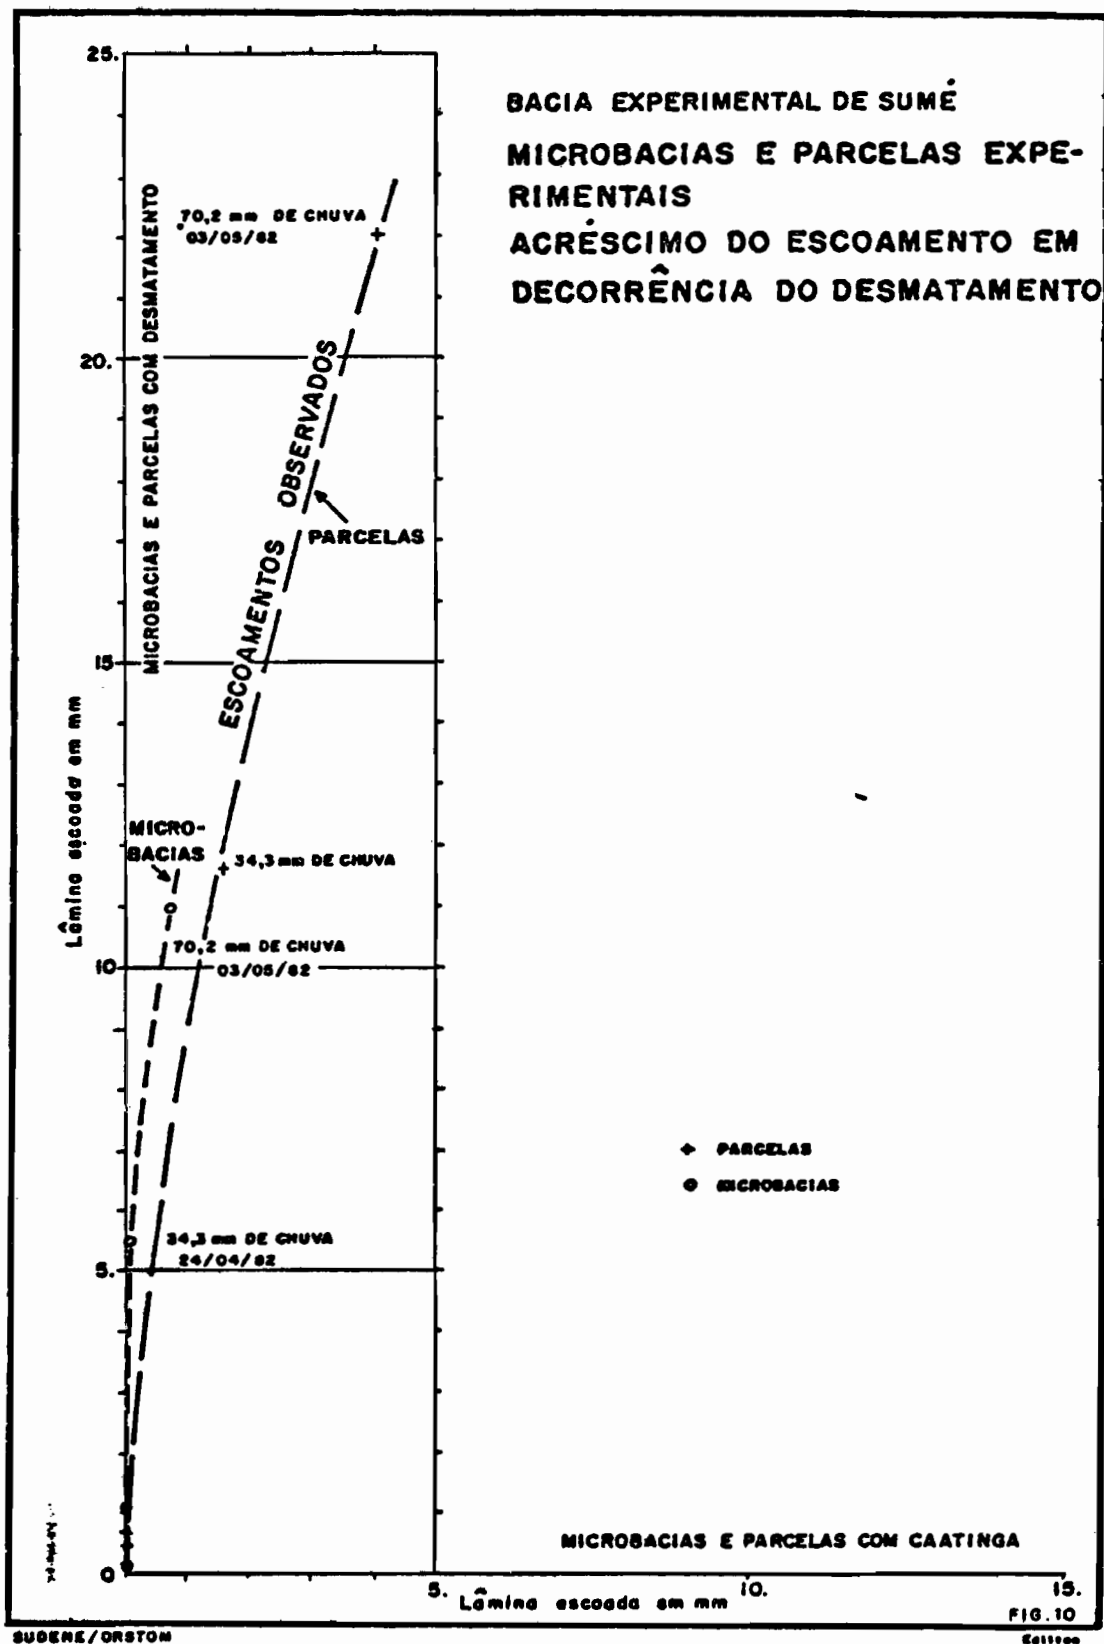 BACIA EXPERIMENTAL DE SUMÉ
MICROBACIAS E PARCELAS EXPE-
RIMENTAIS
ACRÉSCIMO DO ESCOAMENTO EM
DECORRÊNCIA DO DESMATAMENTO
25.
20.
15
10
5.
0
Lâmina escoada em mm
MICROBACIAS E PARCELAS COM DESMATAMENTO
70,2 mm DE CHUVA
03/05/82
ESCOAMENTOS OBSERVADOS
PARCELAS
MICRO-
BACIAS
34,3 mm DE CHUVA
70,2 mm DE CHUVA
03/05/82
34,3 mm DE CHUVA
24/04/82
+ PARCELAS
o MICROBACIAS
MICROBACIAS E PARCELAS COM CAATINGA
5.
10.
15.
Lâmina escoada em mm
FIG.10
SUDENE/ORSTOM